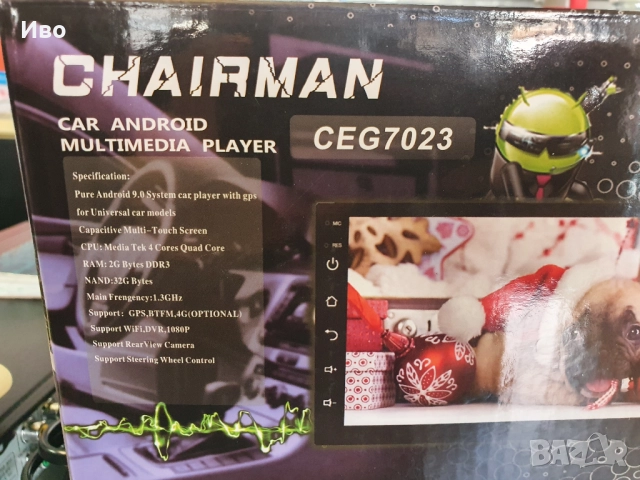 Иво
CHAIRMAN
CAR ANDROID
MULTIMEDIA PLAYER
CEG7023
Specification:
Pure Android 9.0 System car player with gps
for Universal car models
Capacitive Multi-Touch Screen
CPU: Media Tek 4 Cores Quad Core
RAM: 2G Bytes DDR3
NAND:32G Bytes
Main Frengency:1.3GHz
Support: GPS,BTFM,4G(OPTIONAL)
Support WiFi,DVR,1080P
Support RearView Camera
Support Steering Wheel Control
MIC
RES
BAZAR